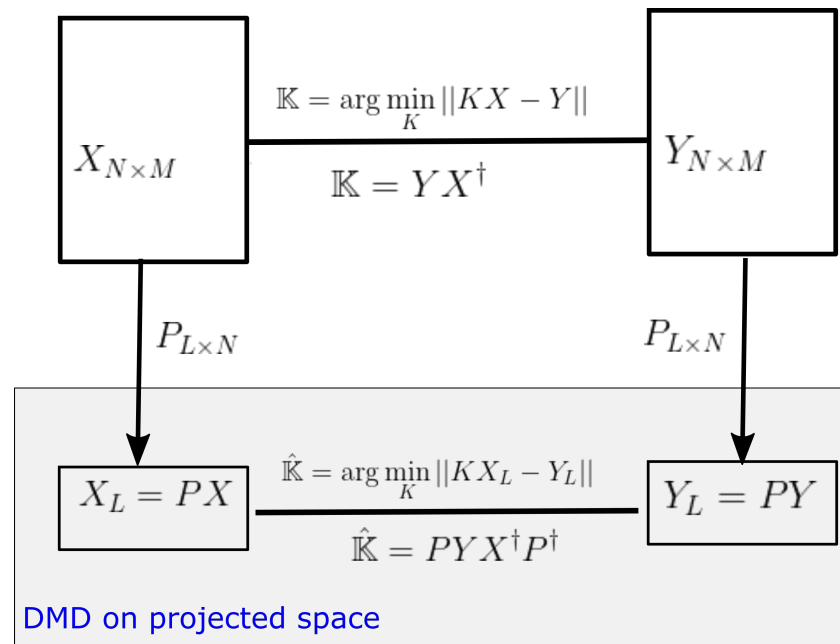 𝕂 = arg min_K ||KX − Y||
X_{N×M}
Y_{N×M}
𝕂 = YX^†
P_{L×N}
P_{L×N}
𝕂̂ = arg min_K ||KX_L − Y_L||
X_L = PX
Y_L = PY
𝕂̂ = PYX^†P^†
DMD on projected space